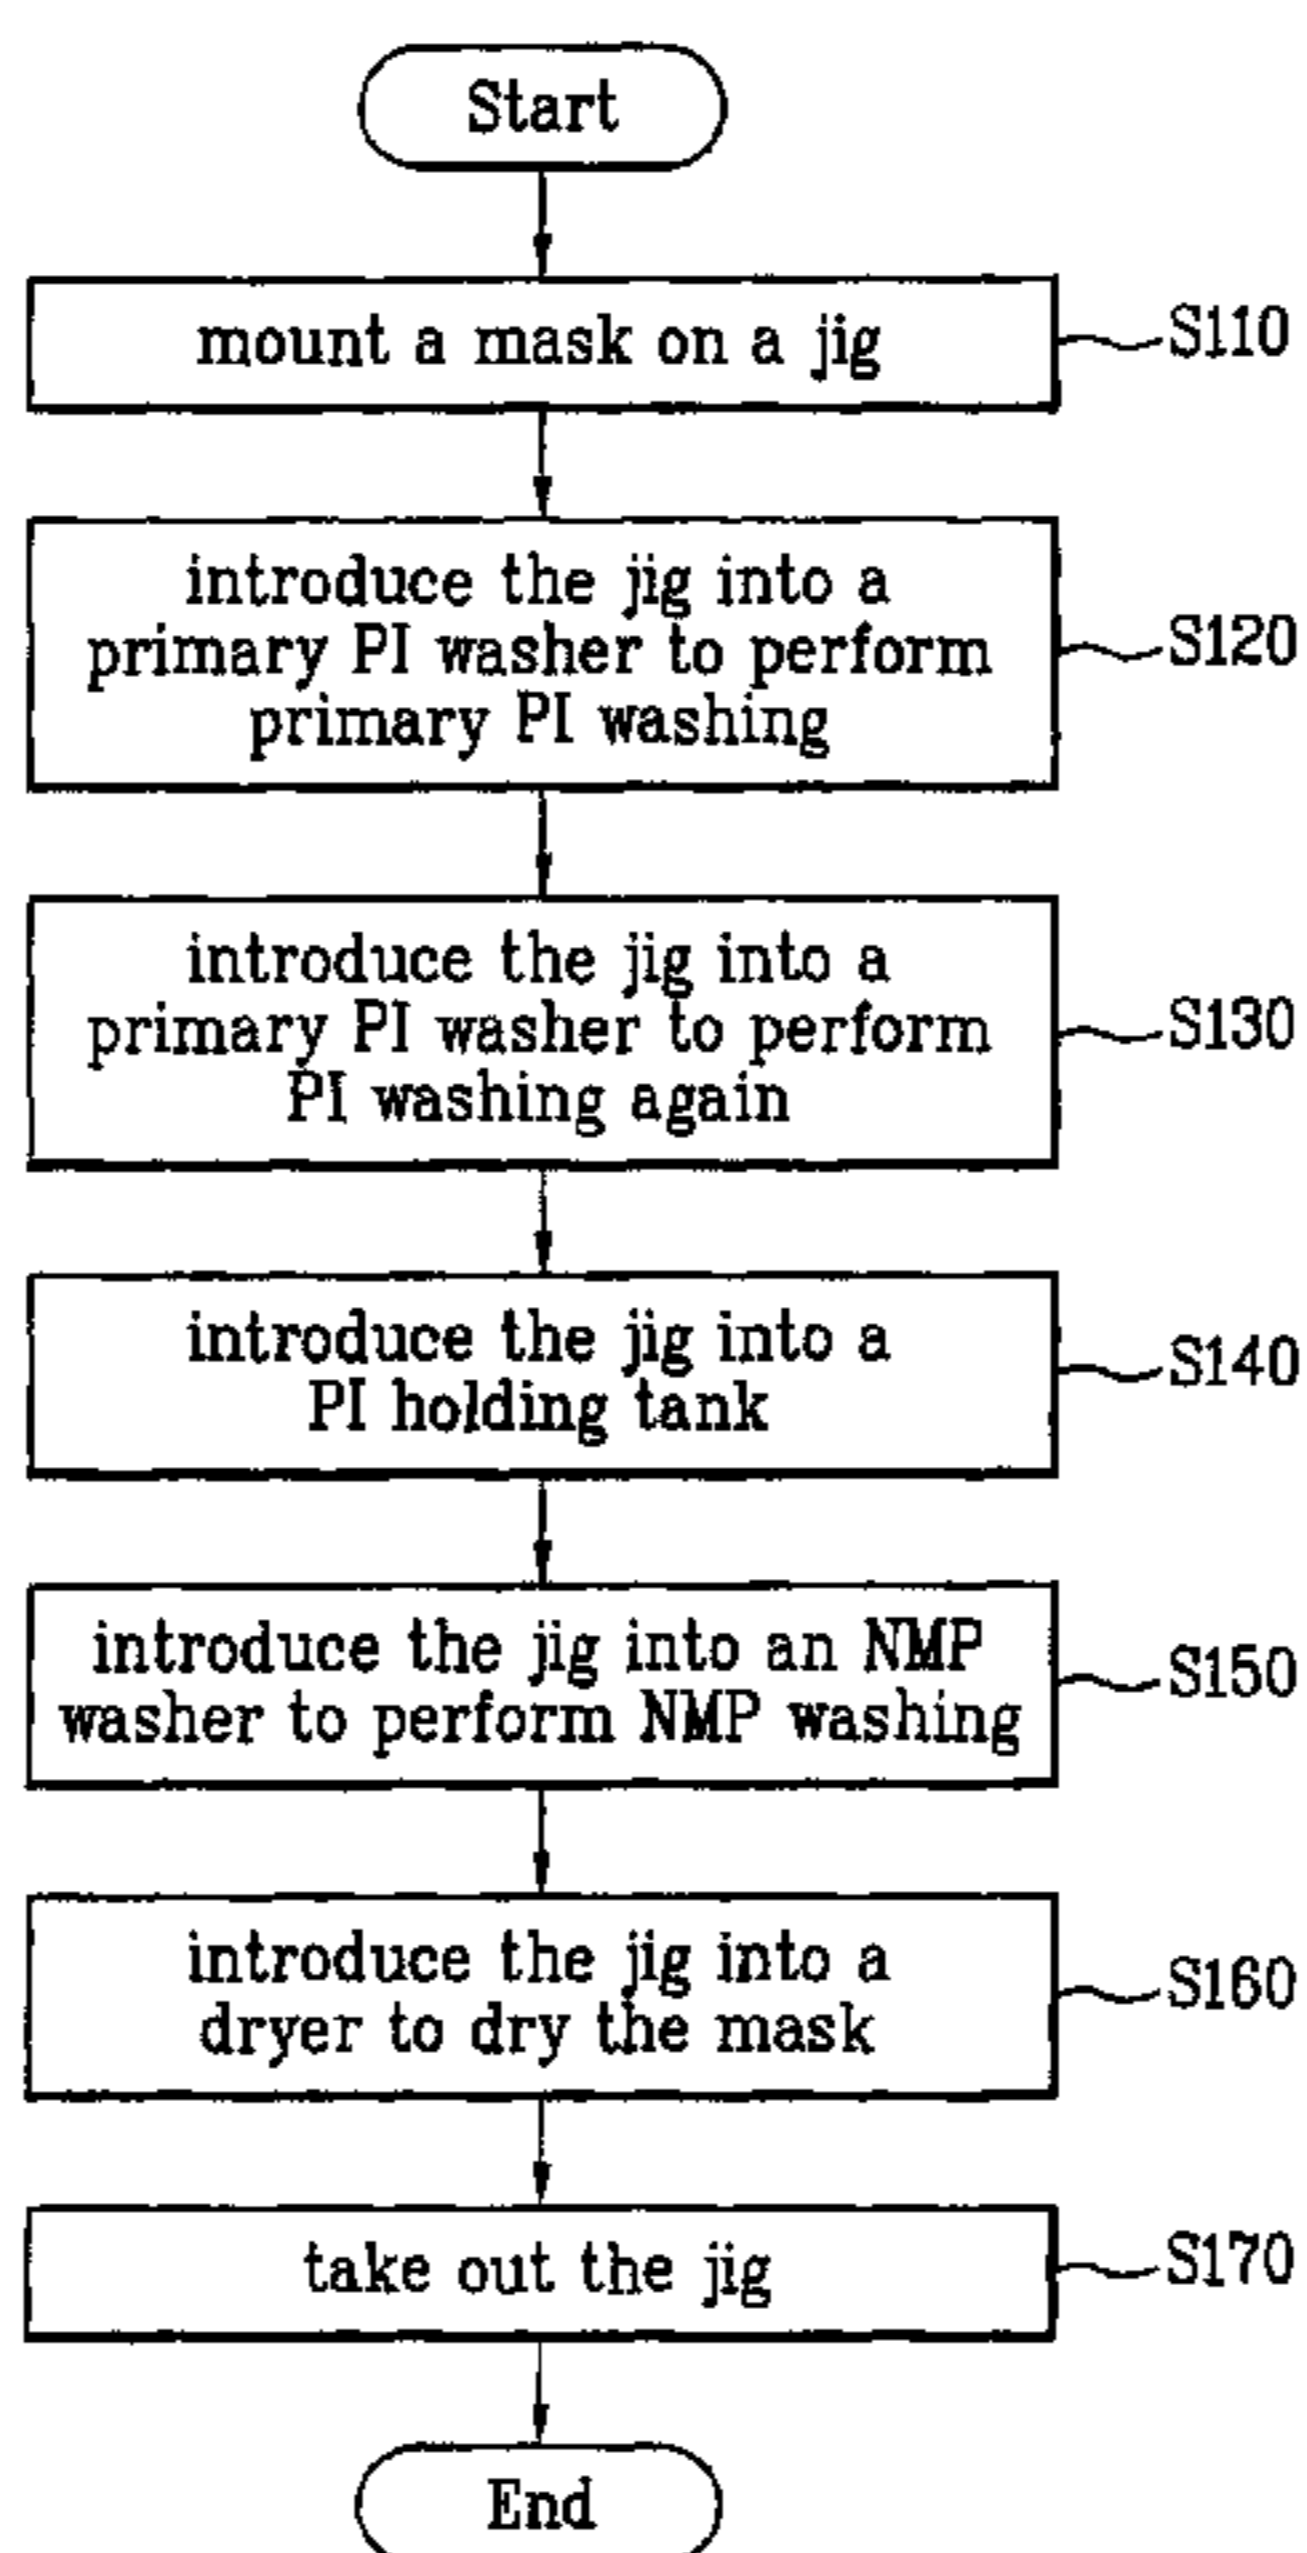 Start
mount a mask on a jig
S110
introduce the jig into a
primary PI washer to perform
primary PI washing
S120
introduce the jig into a
primary PI washer to perform
PI washing again
S130
introduce the jig into a
PI holding tank
S140
introduce the jig into an NMP
washer to perform NMP washing
S150
introduce the jig into a
dryer to dry the mask
S160
take out the jig
S170
End